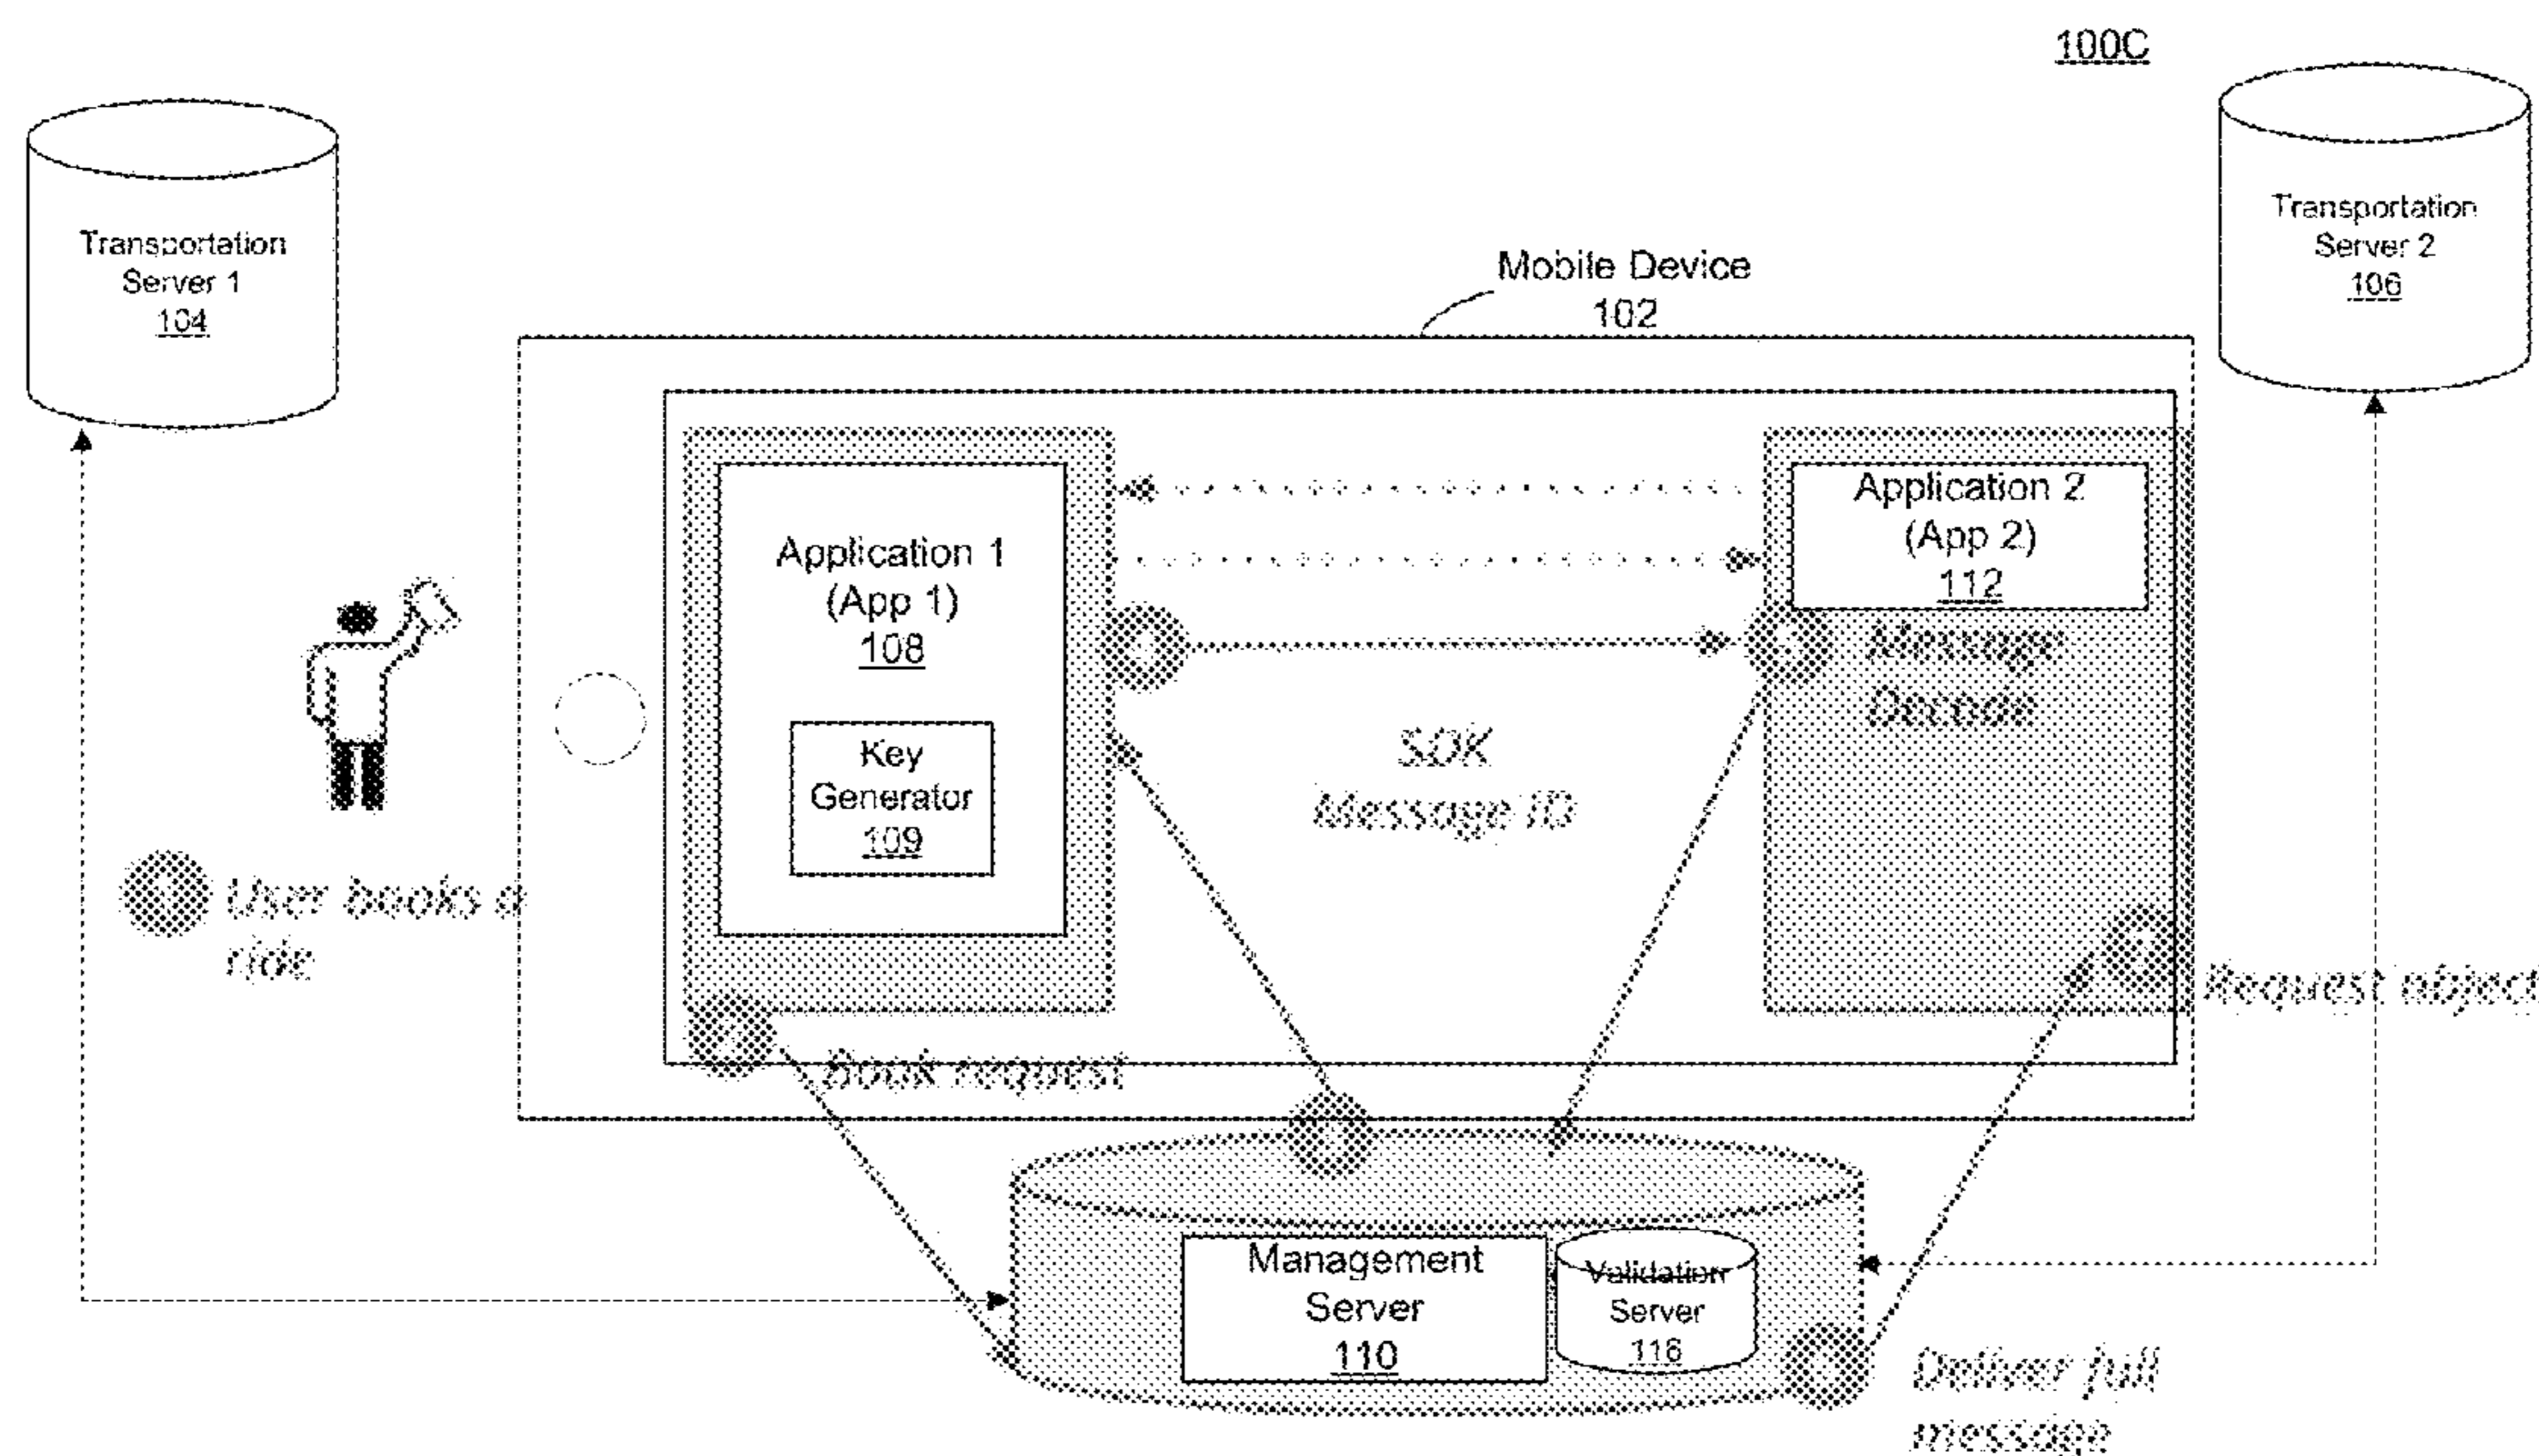 100C
Transportation
Server 1
104
Transportation
Server 2
106
Mobile Device
102
Application 1
(App 1)
108
Key
Generator
109
Application 2
(App 2)
112
Message
Decode
SDK
Message ID
User books a
ride
Book request
Request object
Management
Server
110
Validation
Server
116
Deliver full
message